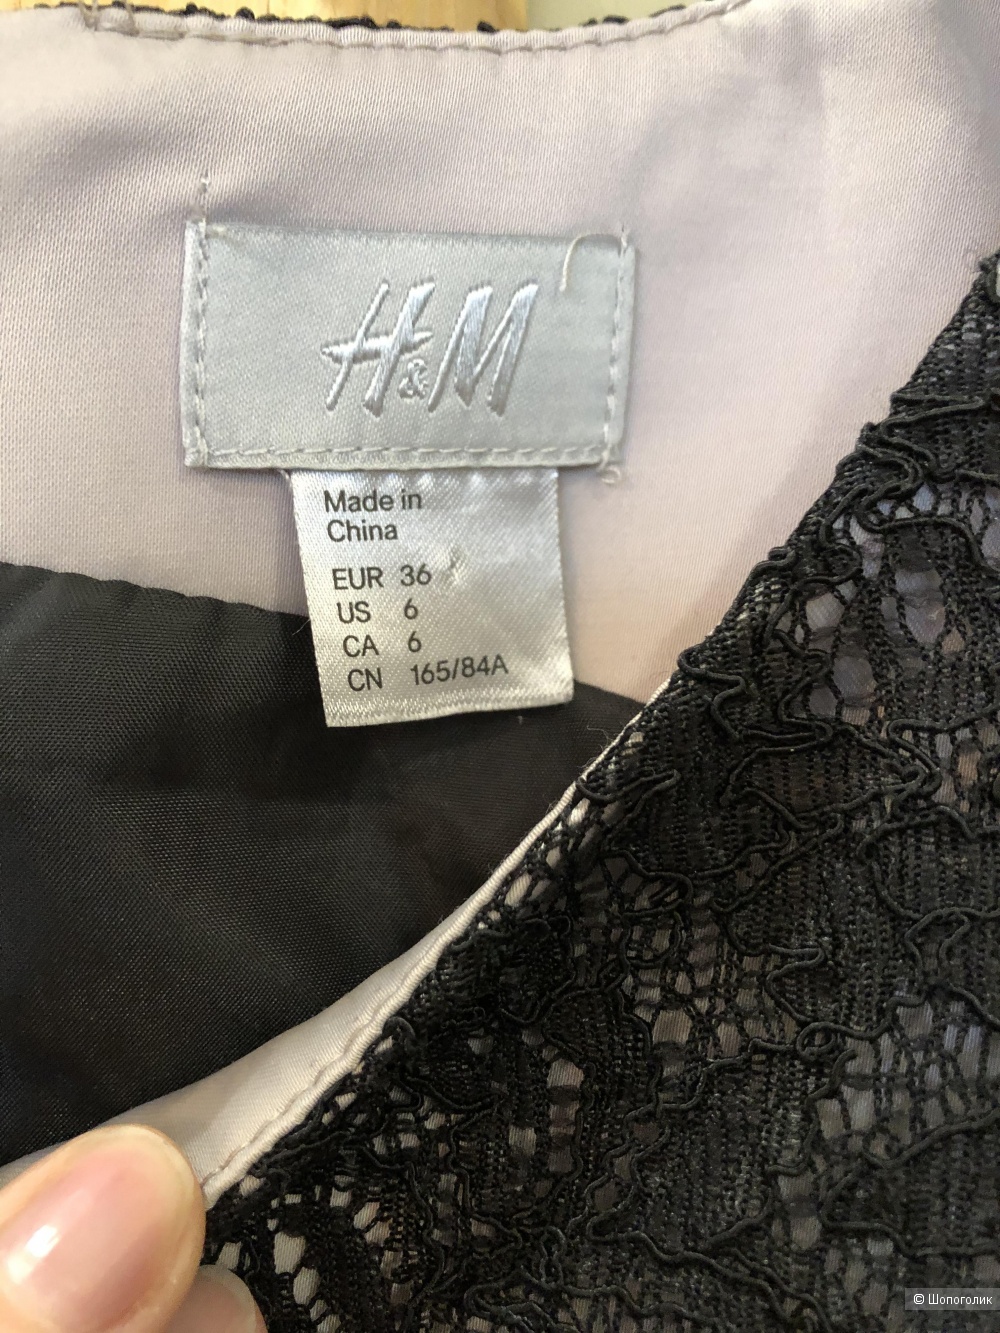 H&M
Made in
China
EUR 36
US 6
CA 6
CN 165/84A
© Шопоголик